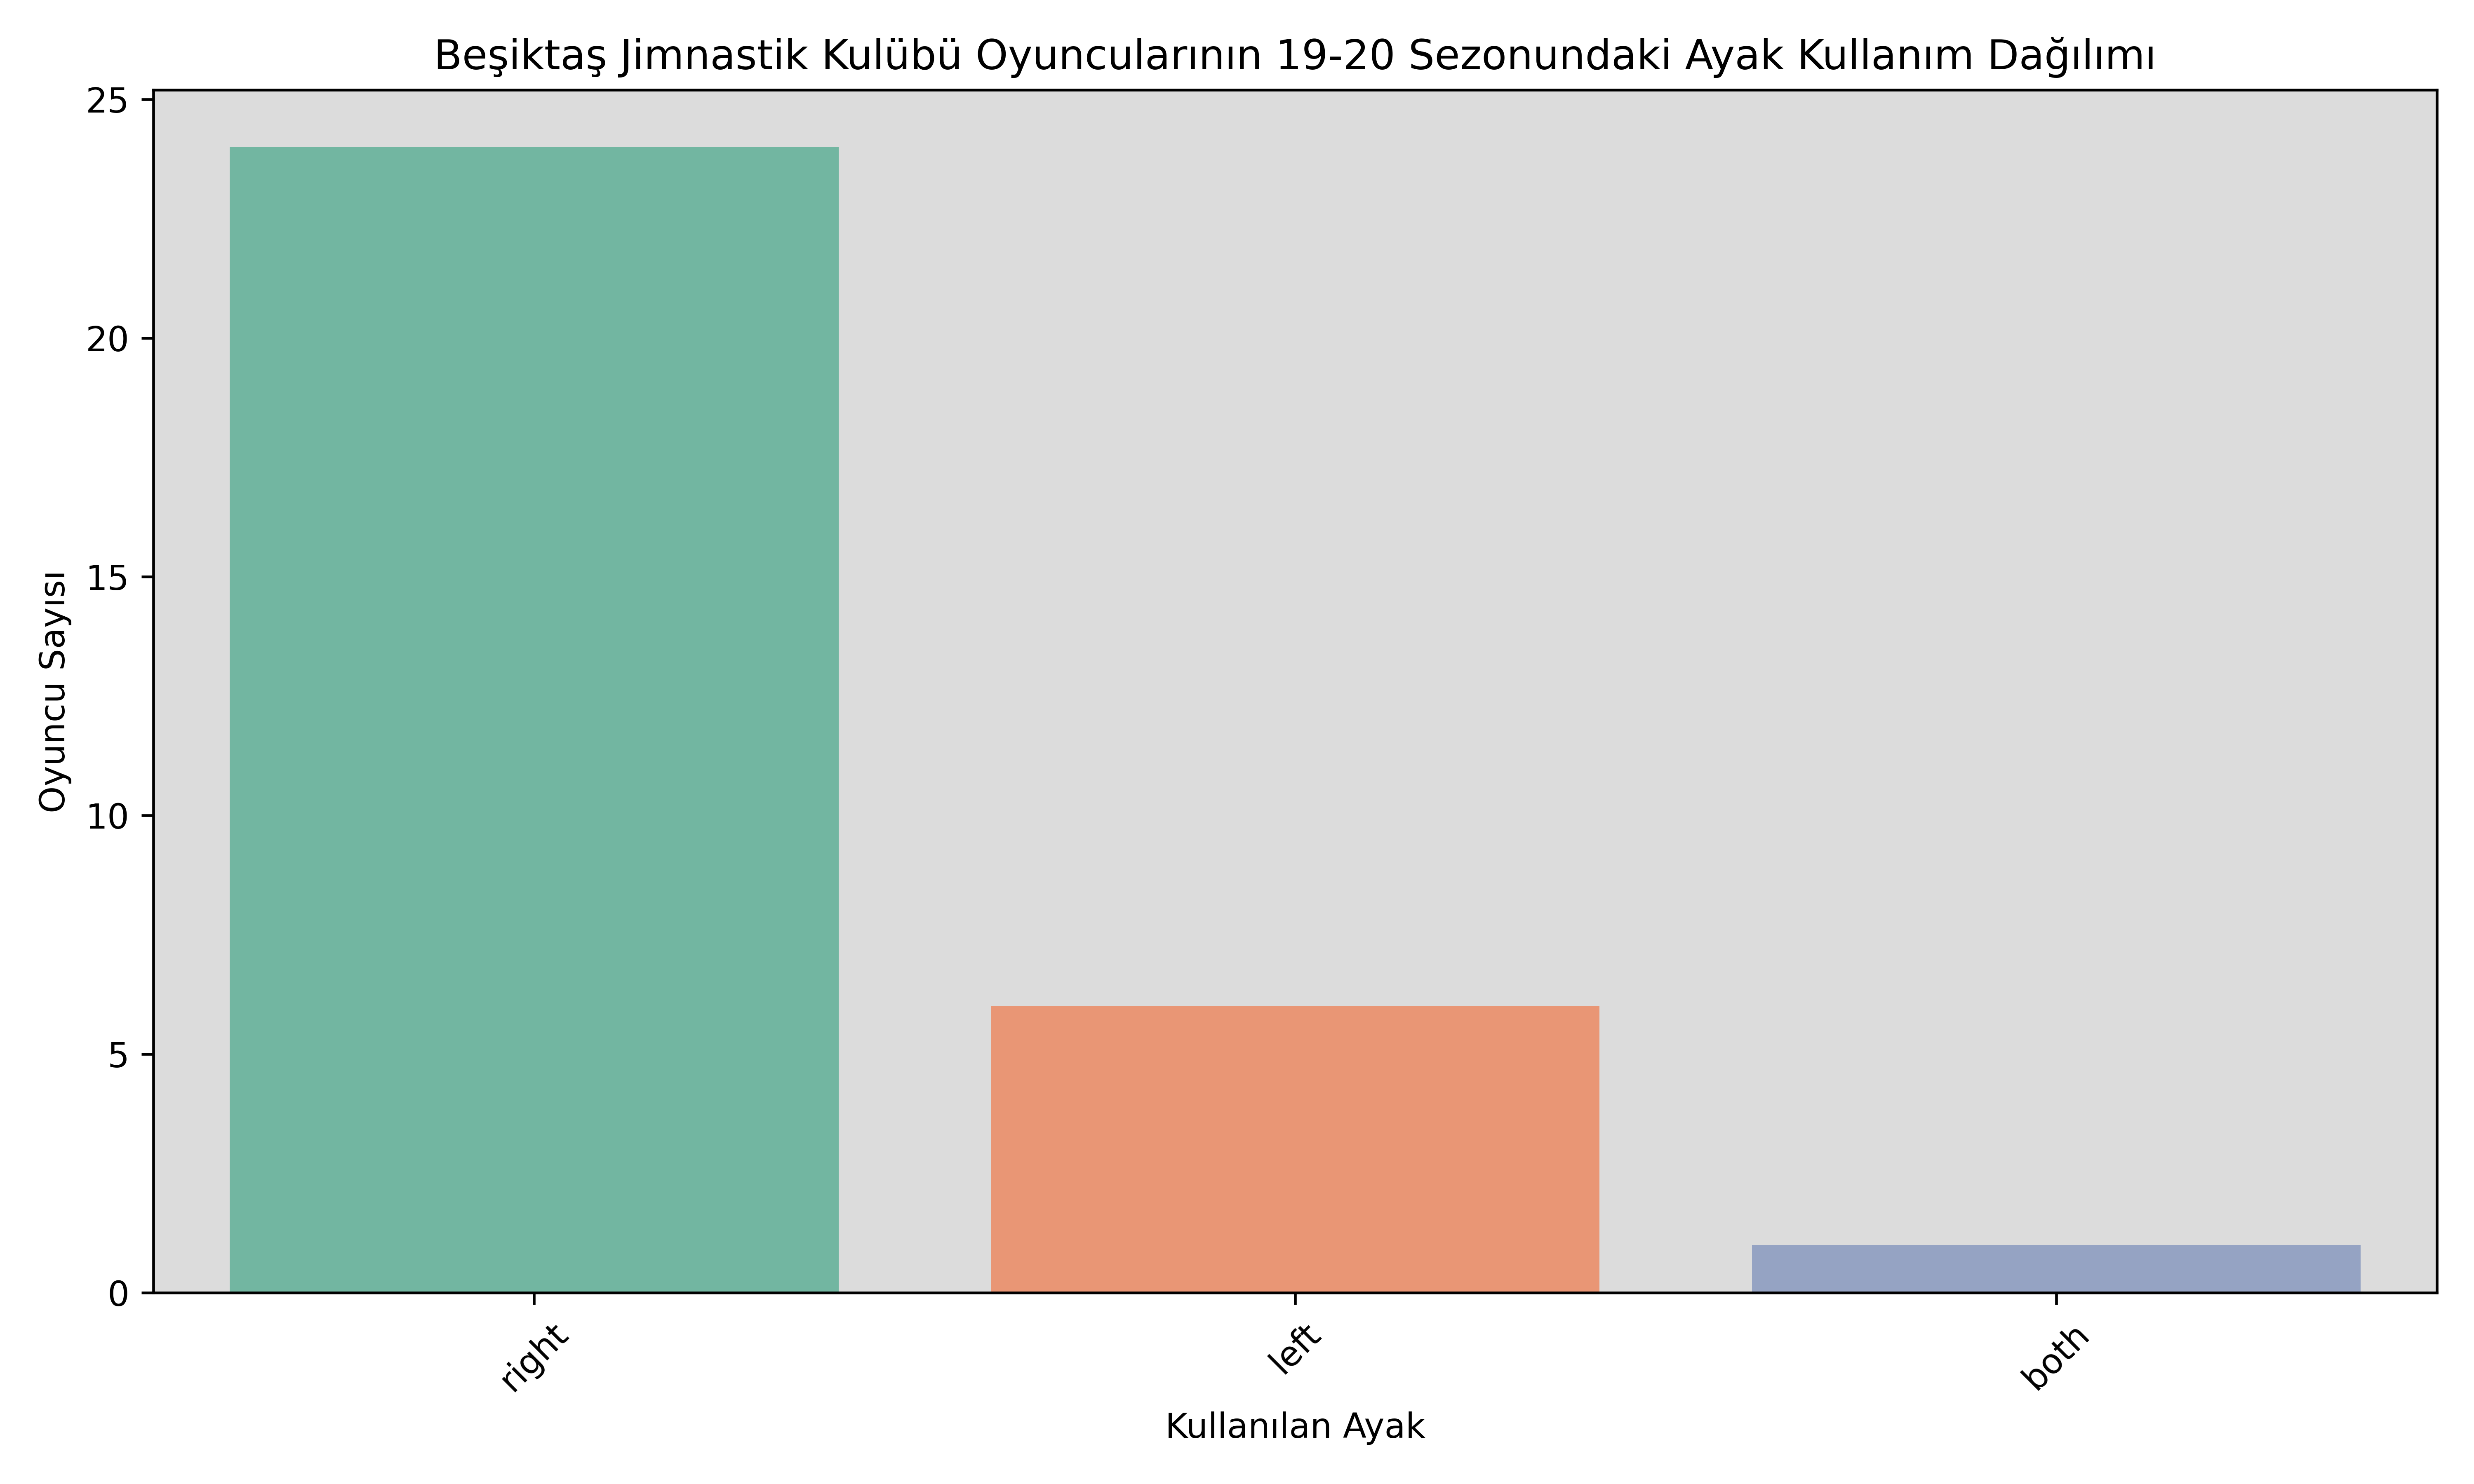 Beşiktaş Jimnastik Kulübü Oyuncularının 19-20 Sezonundaki Ayak Kullanım Dağılımı
Oyuncu Sayısı
25
20
15
10
5
0
right
left
both
Kullanılan Ayak